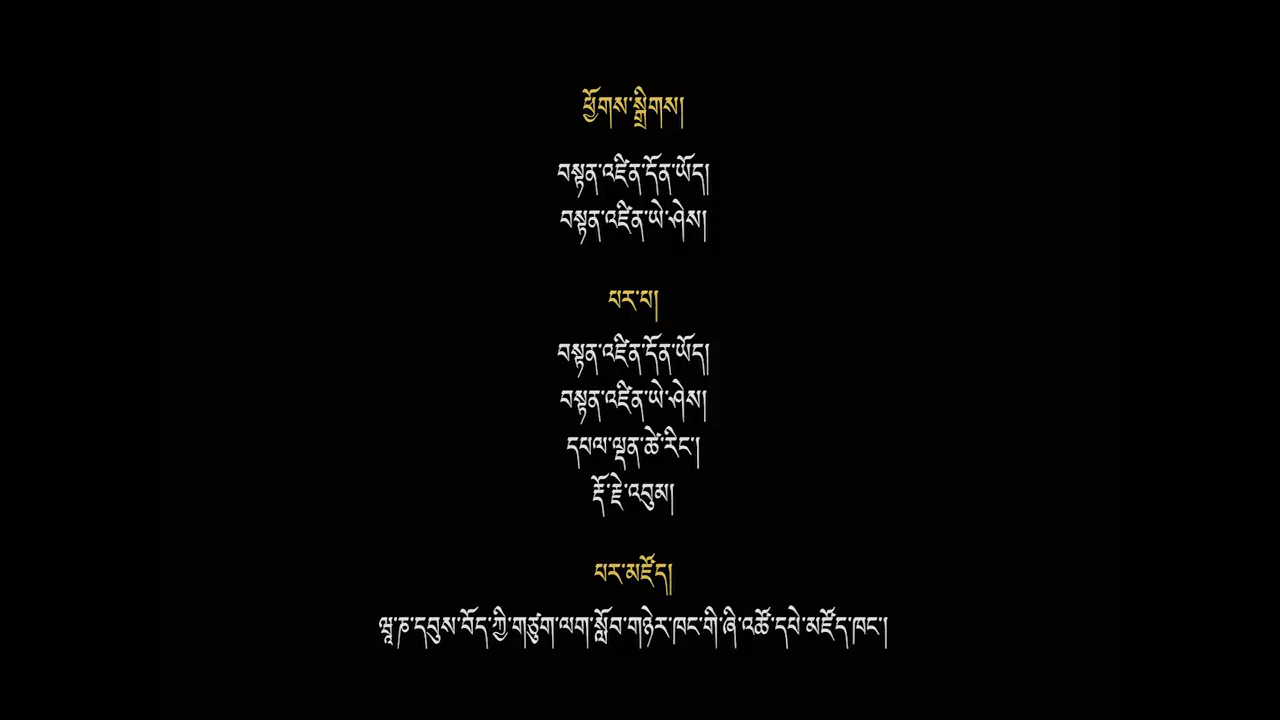 ཕྱོགས་སྒྲིགས།
བསྟན་འཛིན་དོན་ཡོད།
བསྟན་འཛིན་ཡེ་ཤེས།
པར་པ།
བསྟན་འཛིན་དོན་ཡོད།
བསྟན་འཛིན་ཡེ་ཤེས།
དཔལ་ལྡན་ཚེ་རིང་།
རྡོ་རྗེ་འབུམ།
པར་མཛོད།
ལྦཱ་ཎ་དབུས་བོད་ཀྱི་གཙུག་ལག་སློབ་གཉེར་ཁང་གི་ཞི་འཚོ་དཔེ་མཛོད་ཁང་།